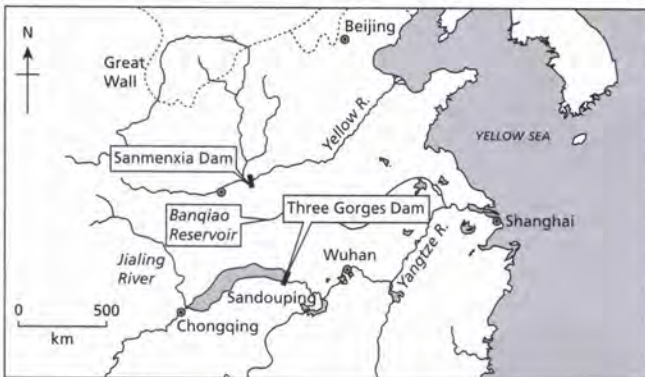 N
Beijing
Great
Wall
Yellow R.
YELLOW SEA
Sanmenxia Dam
Banqiao
Reservoir
Three Gorges Dam
Shanghai
Jialing
River
Wuhan
Yangtze R.
Sandouping
0 500
km
Chongqing